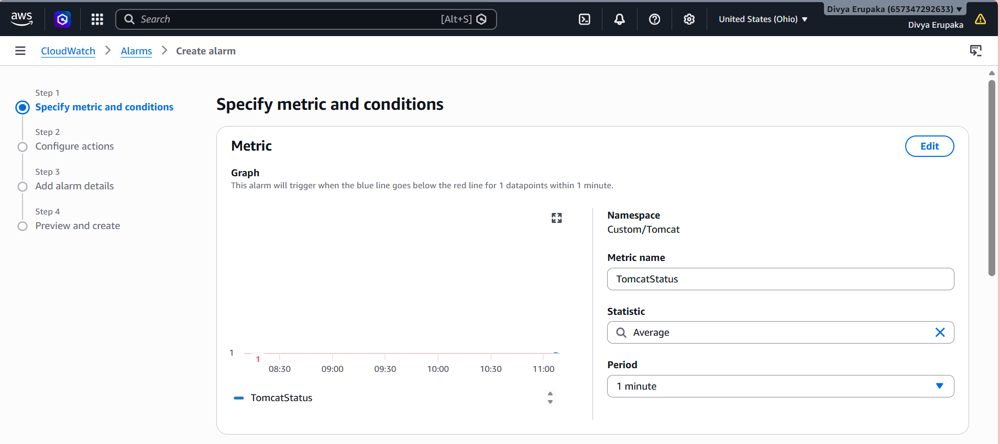 aws
Search
[Alt+S]
United States (Ohio)
Divya Erupaka (657347292633)
Divya Erupaka
CloudWatch
Alarms
Create alarm
Step 1
Specify metric and conditions
Step 2
Configure actions
Step 3
Add alarm details
Step 4
Preview and create
Specify metric and conditions
Metric
Edit
Graph
This alarm will trigger when the blue line goes below the red line for 1 datapoints within 1 minute.
1
1
08:30 09:00 09:30 10:00 10:30 11:00
TomcatStatus
Namespace
Custom/Tomcat
Metric name
TomcatStatus
Statistic
Average
Period
1 minute